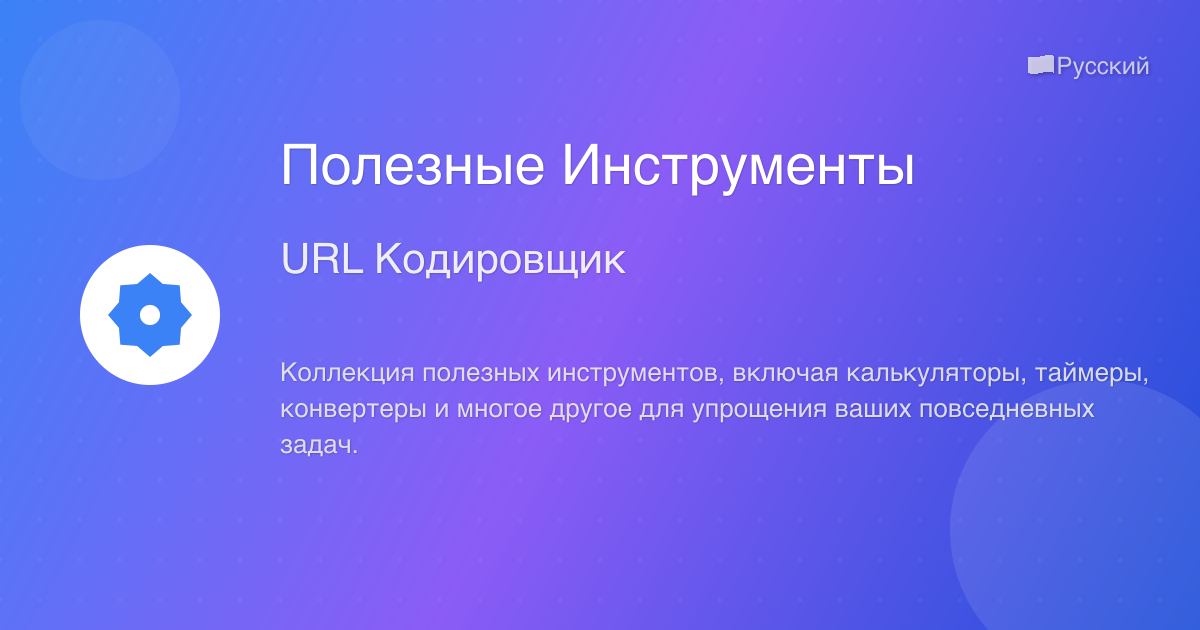 Русский
Полезные Инструменты
URL Кодировщик
Коллекция полезных инструментов, включая калькуляторы, таймеры,
конвертеры и многое другое для упрощения ваших повседневных
задач.